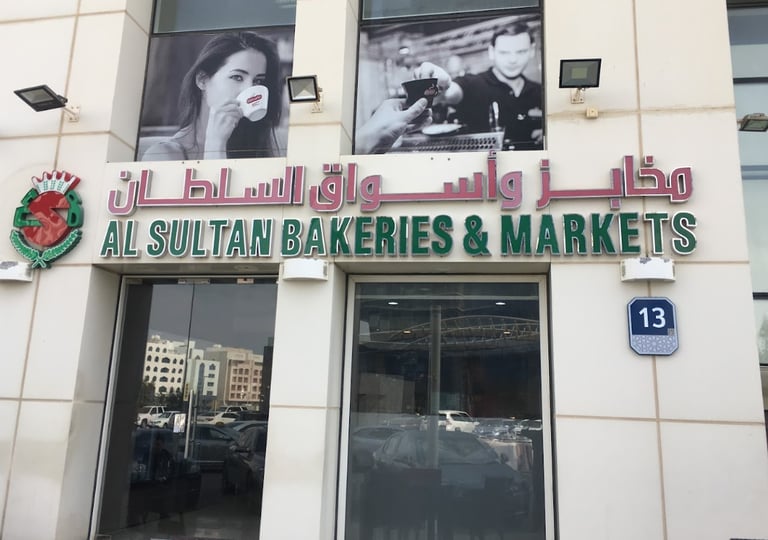 مخابز وأسواق السلطان
AL SULTAN BAKERIES & MARKETS
13